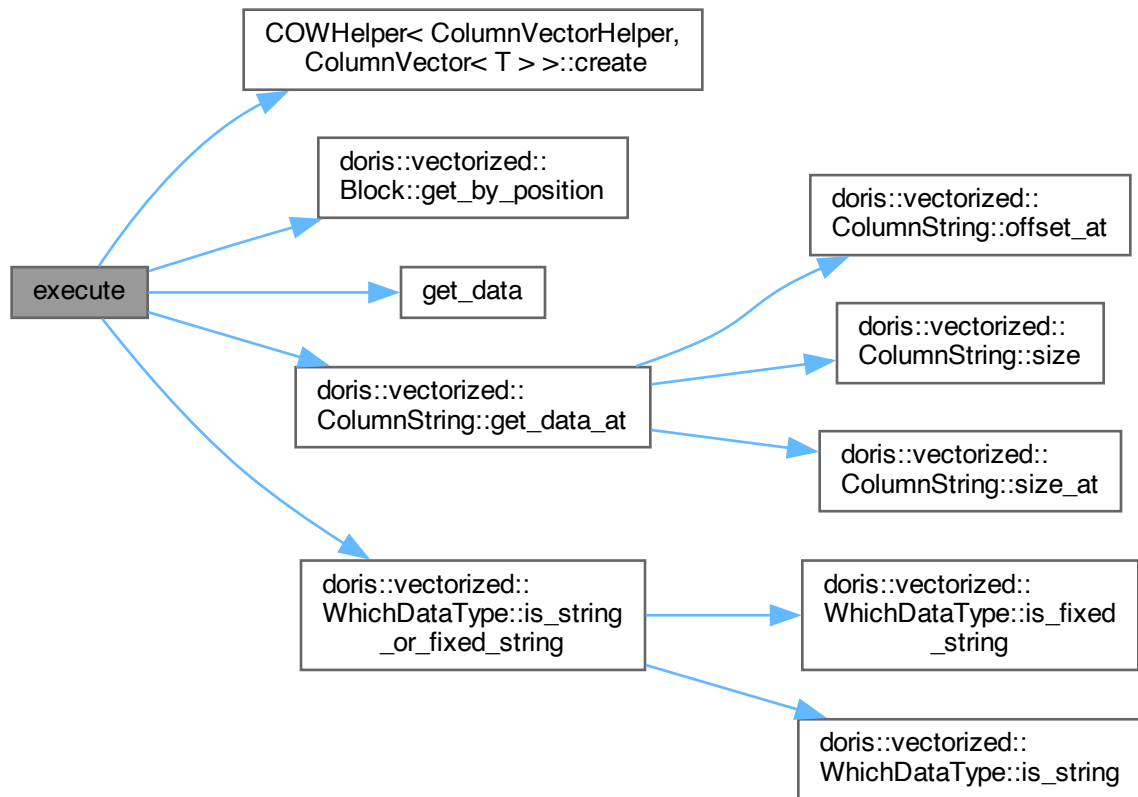 COWHelper< ColumnVectorHelper,
ColumnVector< T > >::create
doris::vectorized::
Block::get_by_position
execute
get_data
doris::vectorized::
ColumnString::get_data_at
doris::vectorized::
ColumnString::offset_at
doris::vectorized::
ColumnString::size
doris::vectorized::
ColumnString::size_at
doris::vectorized::
WhichDataType::is_string
_or_fixed_string
doris::vectorized::
WhichDataType::is_fixed
_string
doris::vectorized::
WhichDataType::is_string